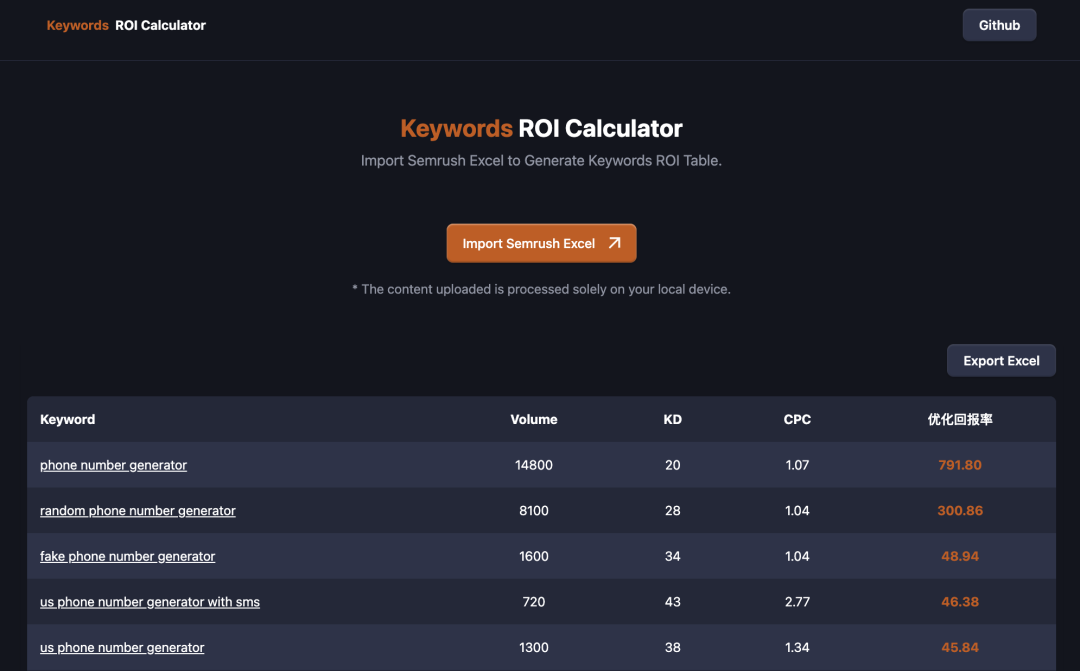 Keywords ROI Calculator Github
Keywords ROI Calculator
Import Semrush Excel to Generate Keywords ROI Table.
Import Semrush Excel
* The content uploaded is processed solely on your local device.
Export Excel
Keyword Volume KD CPC 优化回报率
phone number generator 14800 20 1.07 791.80
random phone number generator 8100 28 1.04 300.86
fake phone number generator 1600 34 1.04 48.94
us phone number generator with sms 720 43 2.77 46.38
us phone number generator 1300 38 1.34 45.84